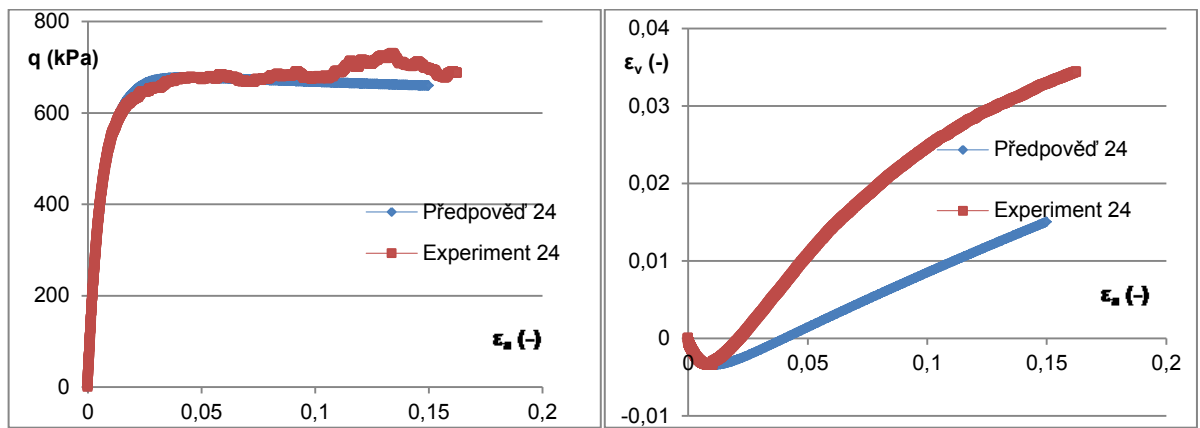 800
q (kPa)
600
400
200
0
0
0,05
0,1
0,15
0,2
εa (-)
Předpověď 24
Experiment 24
0,04
εv (-)
0,03
0,02
0,01
0
-0,01
0
0,05
0,1
0,15
0,2
εa (-)
Předpověď 24
Experiment 24